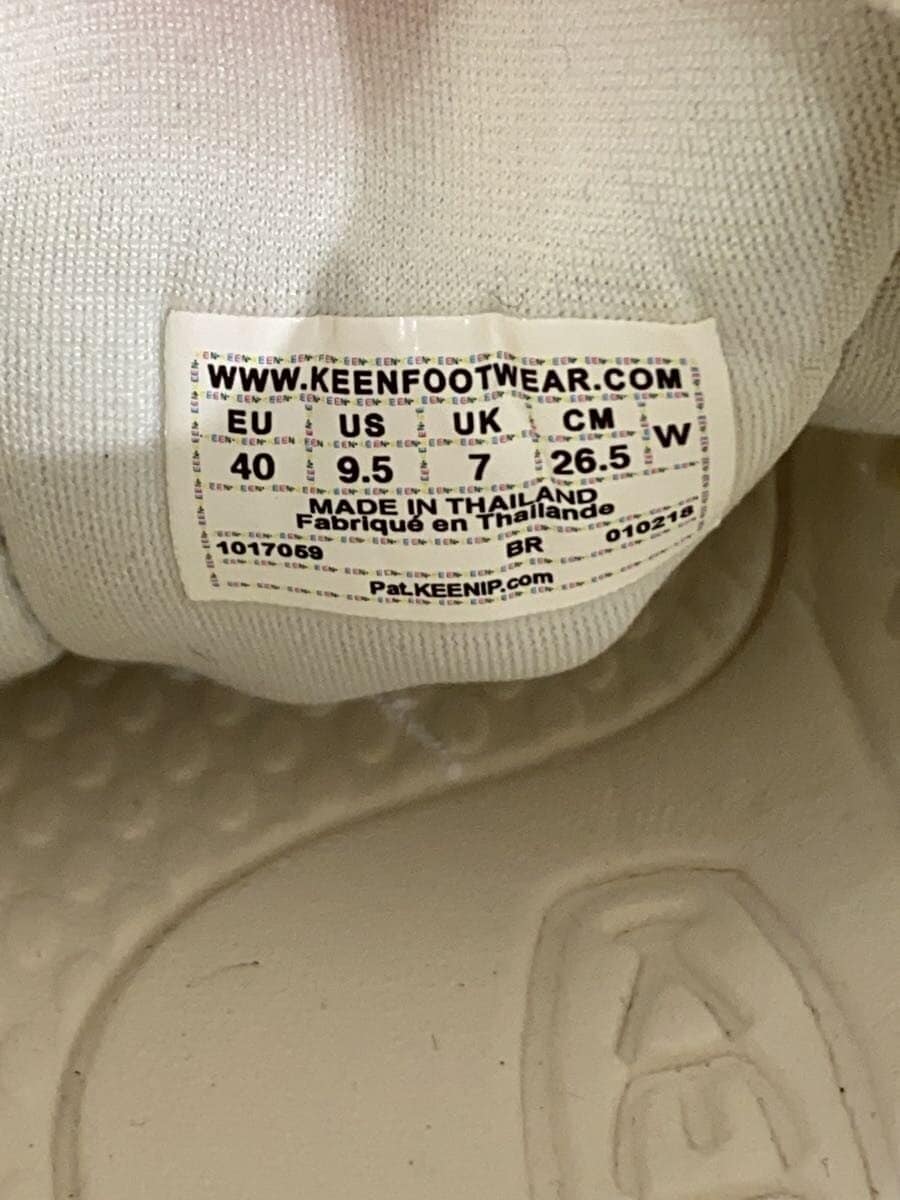 WWW.KEENFOOTWEAR.COM
EU US UK CM W
40 9.5 7 26.5
MADE IN THAILAND
Fabriqué en Thaïlande
1017059 BR 010218
Pat.KEENIP.com
KE